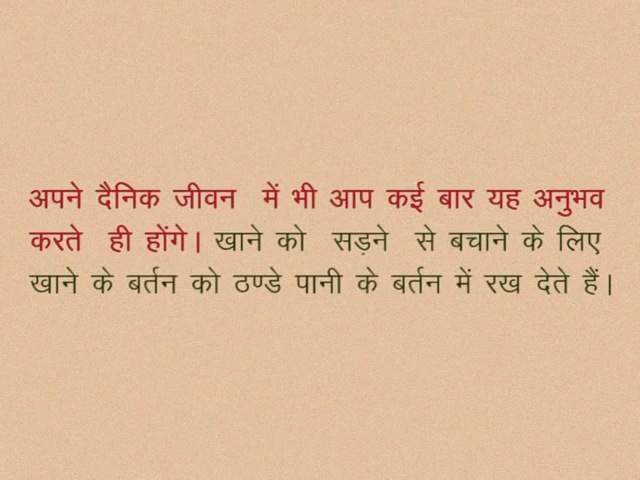 अपने दैनिक जीवन में भी आप कई बार यह अनुभव
करते ही होंगे। खाने को सड़ने से बचाने के लिए
खाने के बर्तन को ठण्डे पानी के बर्तन में रख देते हैं।